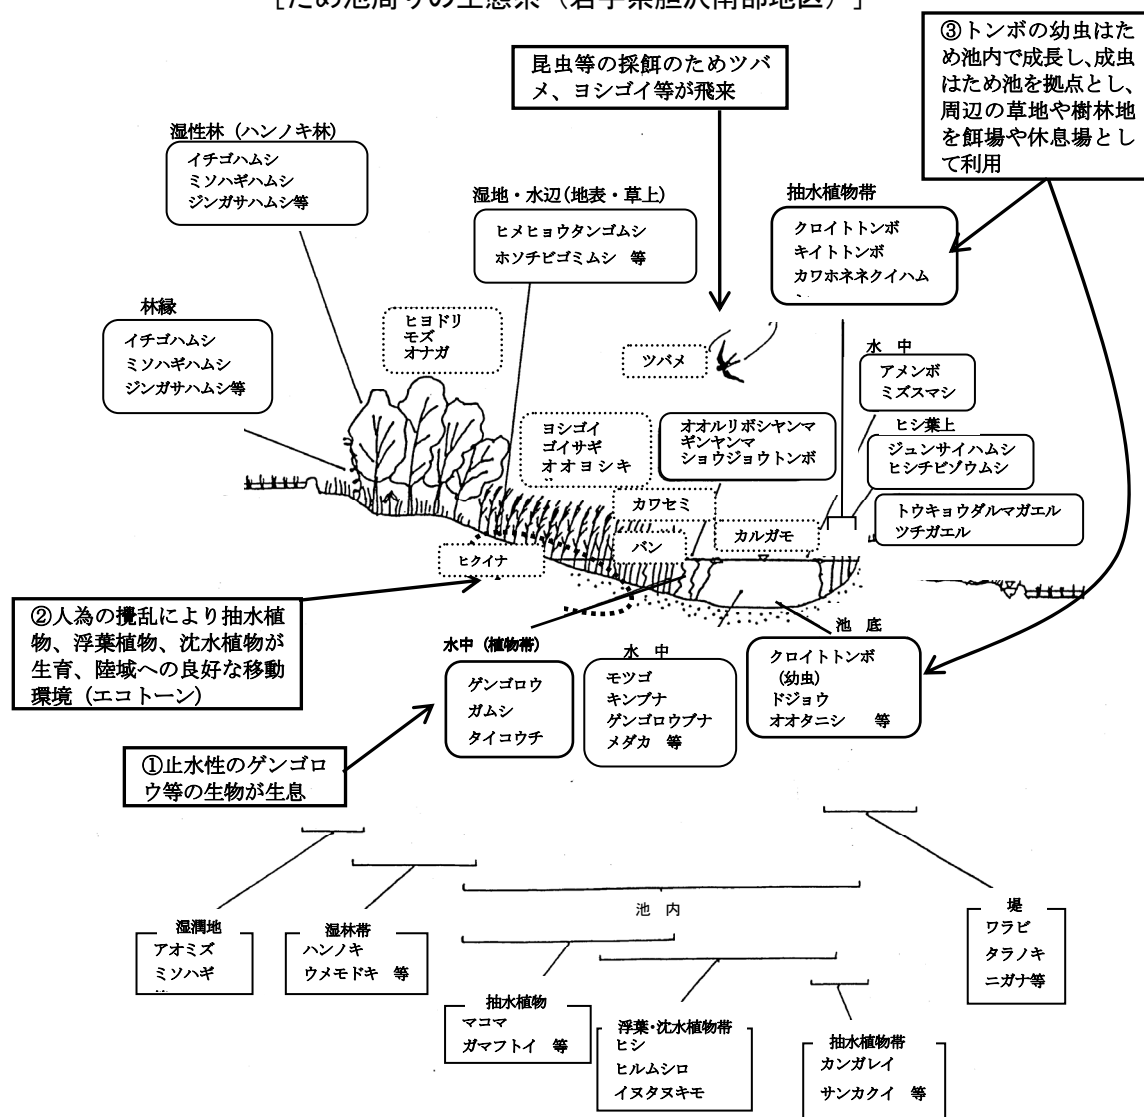 [ため池周りの生態系（岩手県胆沢南部地区）]
昆虫等の採餌のためツバ
メ、ヨシゴイ等が飛来
③トンボの幼虫はた
め池内で成長し、成虫
はため池を拠点とし、
周辺の草地や樹林地
を餌場や休息場とし
て利用
湿性林（ハンノキ林）
イチゴハムシ
ミソハギハムシ
ジンガサハムシ等
湿地・水辺(地表・草上)
ヒメヒョウタンゴムシ
ホソチビゴミムシ 等
抽水植物帯
クロイトトンボ
キイトトンボ
カワホネネクイハム
林縁
イチゴハムシ
ミソハギハムシ
ジンガサハムシ等
ヒヨドリ
モズ
オナガ
ツバメ
水 中
アメンボ
ミズスマシ
ヨシゴイ
ゴイサギ
オオヨシキ
オオルリボシヤンマ
ギンヤンマ
ショウジョウトンボ
ヒシ葉上
ジュンサイハムシ
ヒシチビゾウムシ
カワセミ
トウキョウダルマガエル
ツチガエル
バン
カルガモ
ヒクイナ
②人為の攪乱により抽水植
物、浮葉植物、沈水植物が
生育、陸域への良好な移動
環境（エコトーン）
水中（植物帯）
ゲンゴロウ
ガムシ
タイコウチ
水 中
モツゴ
キンブナ
ゲンゴロウブナ
メダカ 等
池 底
クロイトトンボ
(幼虫)
ドジョウ
オオタニシ 等
①止水性のゲンゴロ
ウ等の生物が生息
池 内
湿潤地
アオミズ
ミソハギ
湿林帯
ハンノキ
ウメモドキ 等
堤
ワラビ
タラノキ
ニガナ等
抽水植物
マコマ
ガマフトイ 等
浮葉・沈水植物帯
ヒシ
ヒルムシロ
イヌタヌキモ
抽水植物帯
カンガレイ
サンカクイ 等